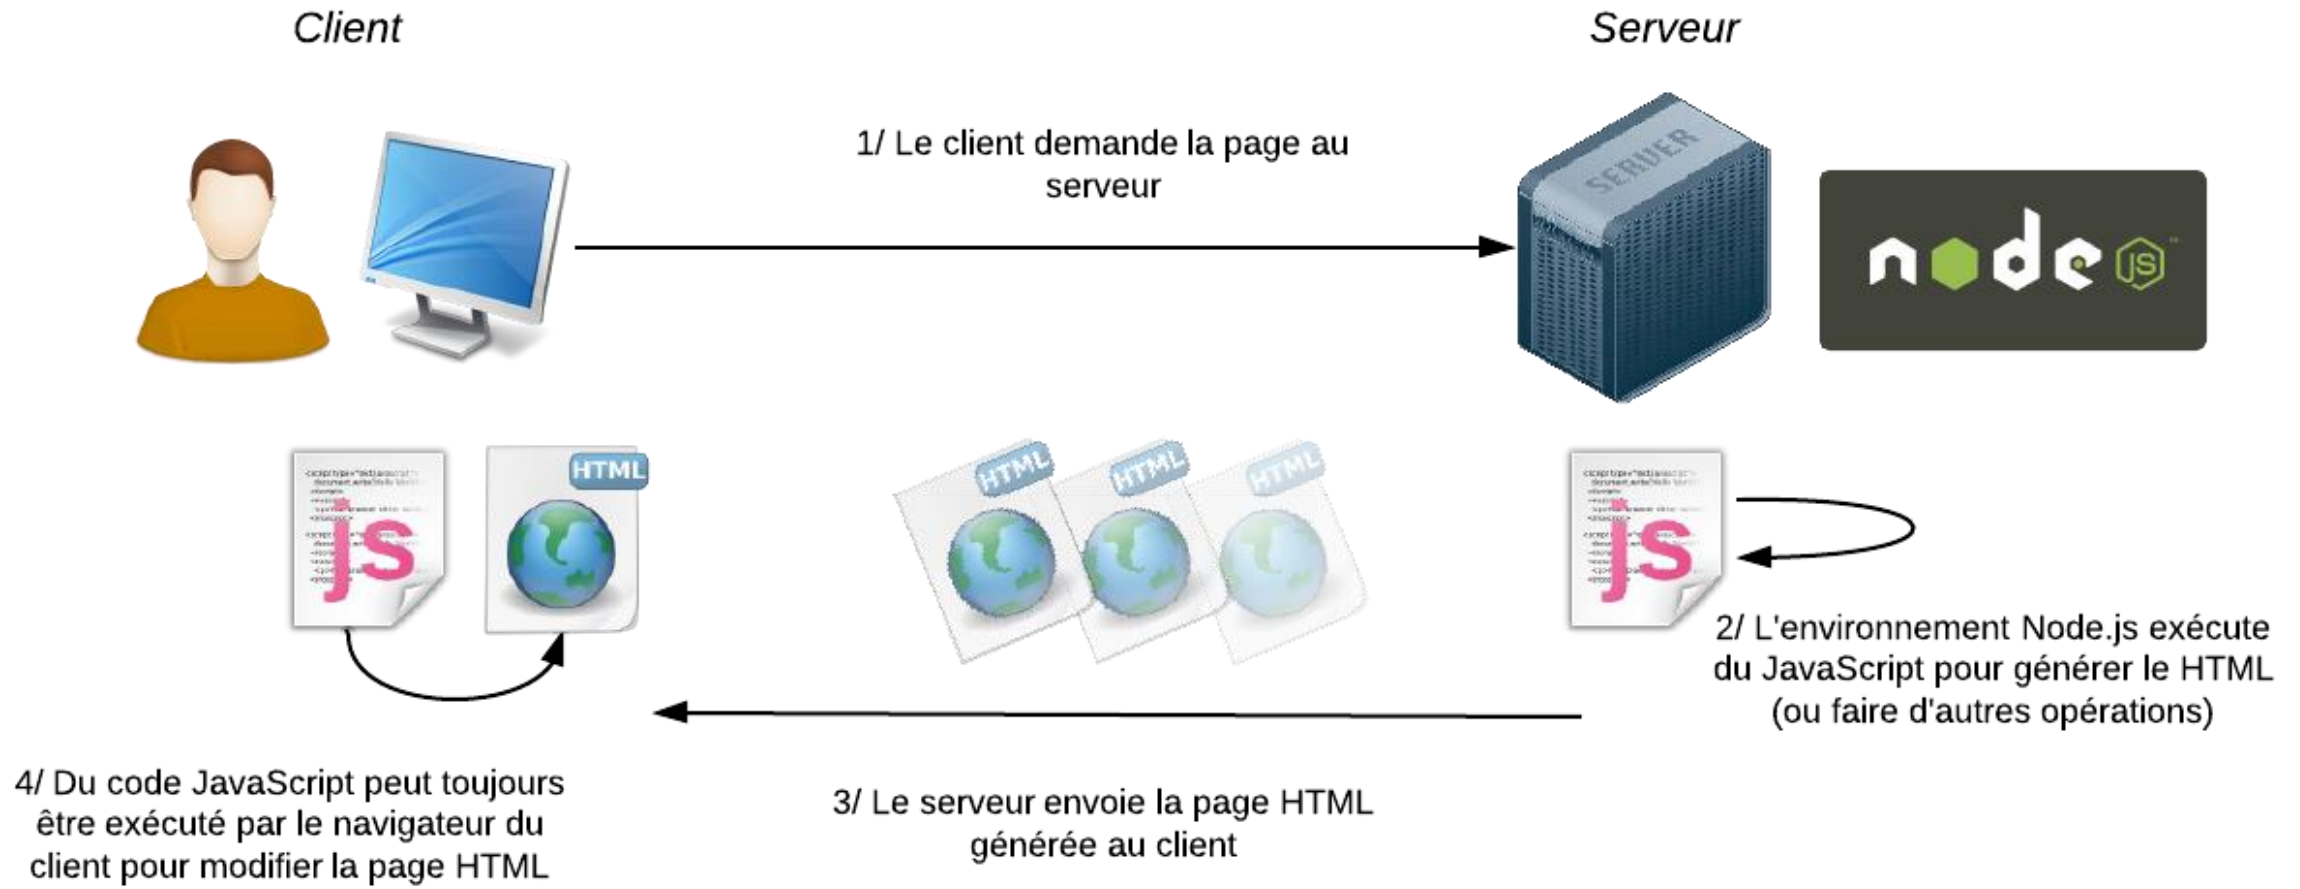 Client
Serveur
1/ Le client demande la page au
serveur
SERVER
node
JS
HTML
HTML
HTML
HTML
js
js
2/ L'environnement Node.js exécute
du JavaScript pour générer le HTML
(ou faire d'autres opérations)
3/ Le serveur envoie la page HTML
générée au client
4/ Du code JavaScript peut toujours
être exécuté par le navigateur du
client pour modifier la page HTML